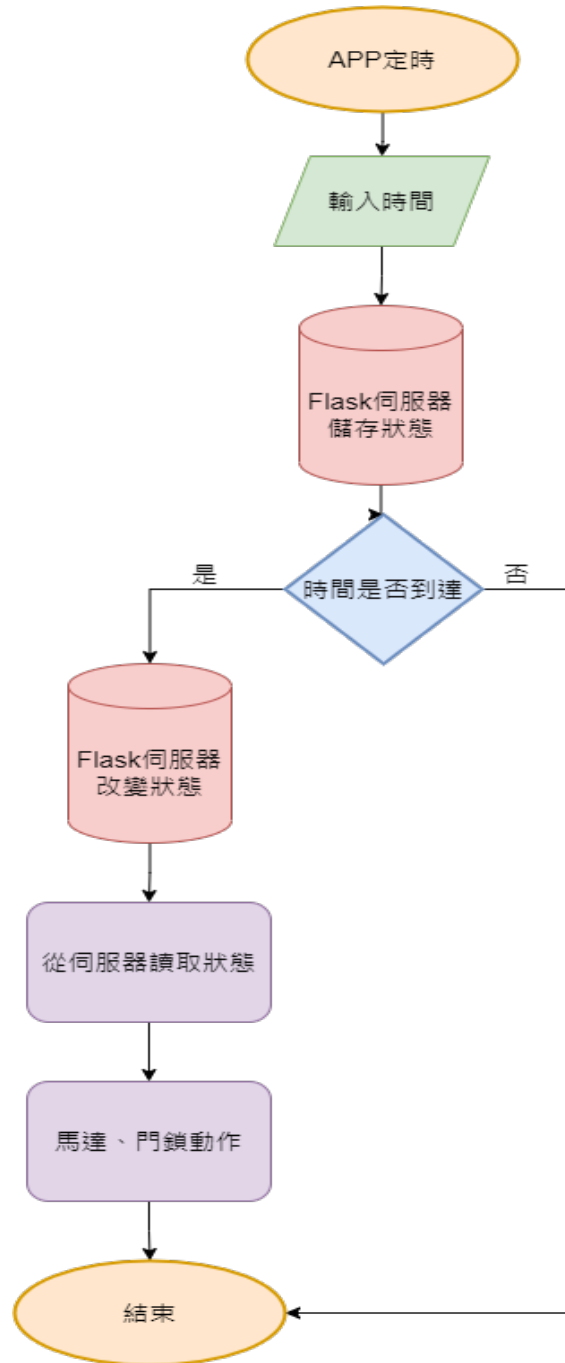 APP定時
輸入時間
Flask伺服器
儲存狀態
時間是否到達
是
否
Flask伺服器
改變狀態
從伺服器讀取狀態
馬達、門鎖動作
結束